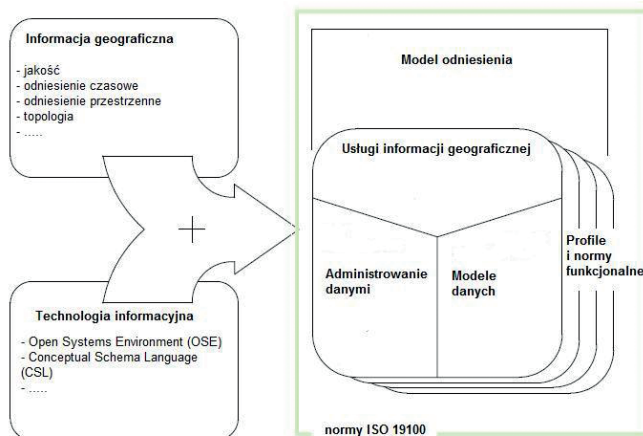 Informacja geograficzna
- jakość
- odniesienie czasowe
- odniesienie przestrzenne
- topologia
- .....
Technologia informacyjna
- Open Systems Environment (OSE)
- Conceptual Schema Language
(CSL)
- .....
Model odniesienia
Usługi informacji geograficznej
Administrowanie
danymi
Modele
danych
Profile
i normy
funkcjonalne
normy ISO 19100